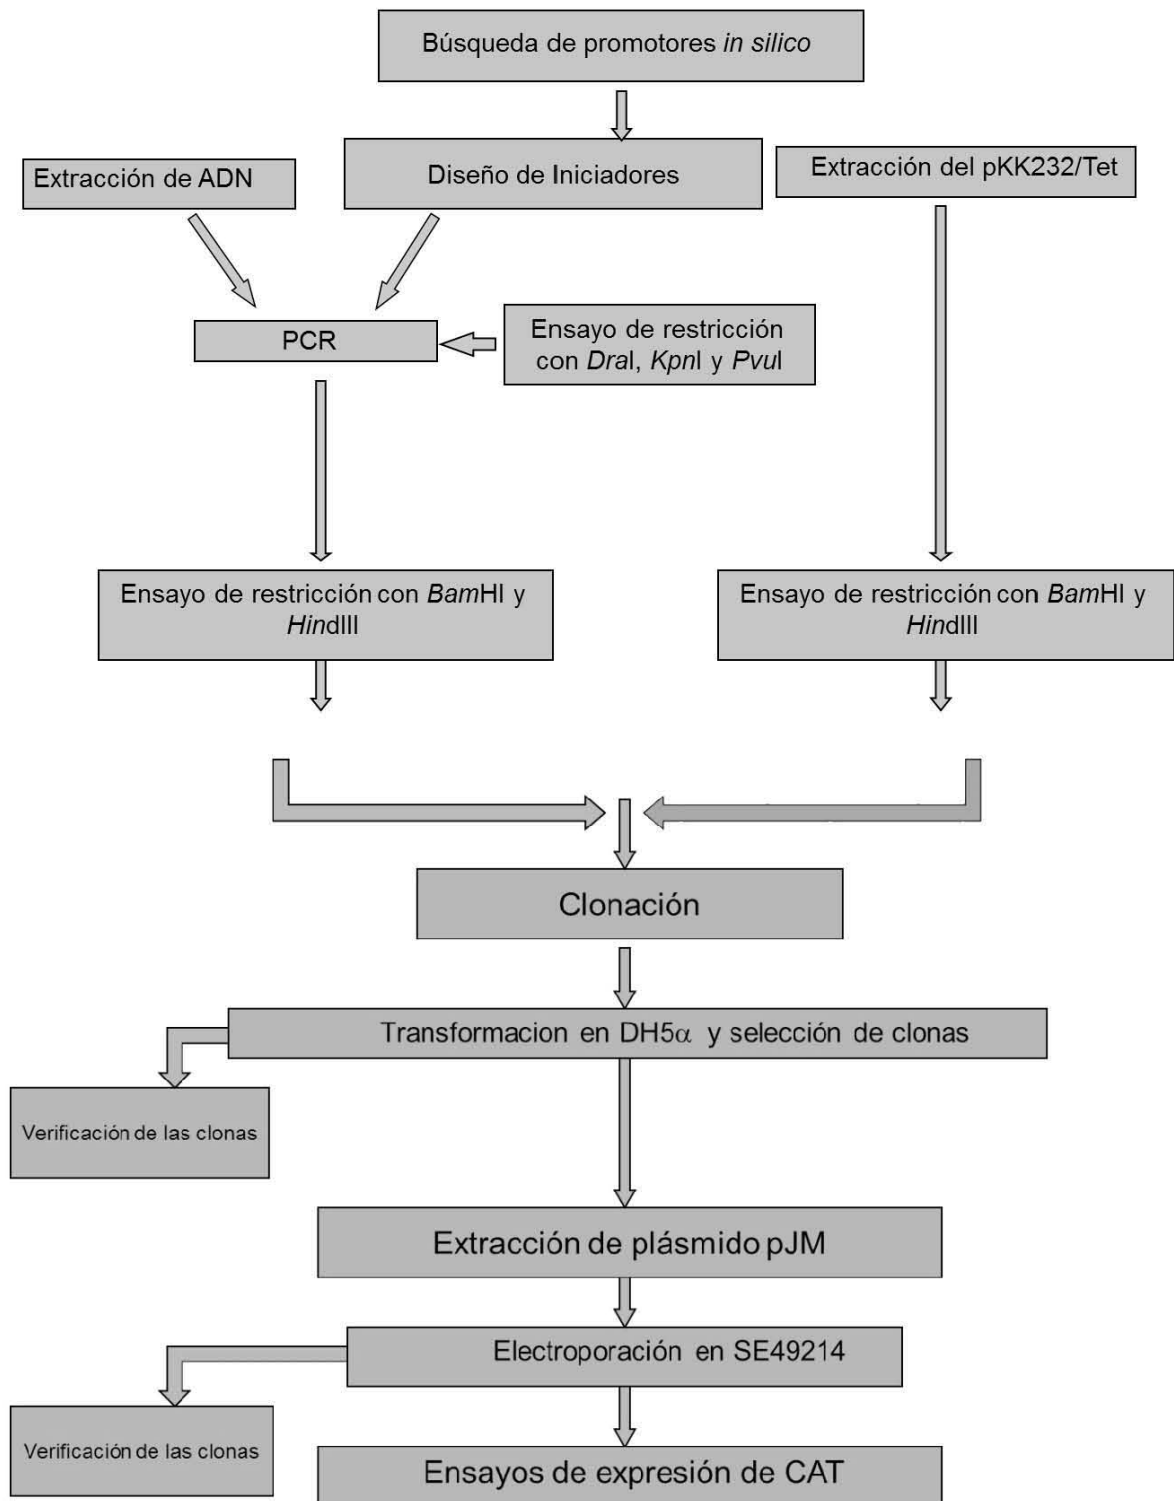 Búsqueda de promotores in silico
Extracción de ADN
Diseño de Iniciadores
Extracción del pKK232/Tet
PCR
Ensayo de restricción
con DraI, KpnI y PvuI
Ensayo de restricción con BamHI y
HindIII
Ensayo de restricción con BamHI y
HindIII
Clonación
Transformacion en DH5α y selección de clonas
Verificación de las clonas
Extracción de plásmido pJM
Electroporación en SE49214
Verificación de las clonas
Ensayos de expresión de CAT